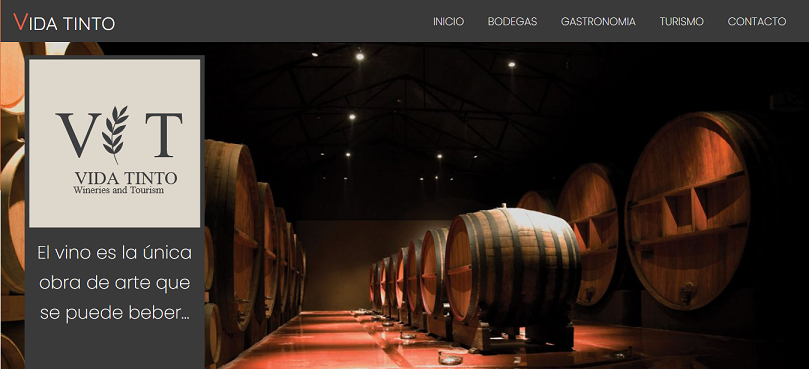 VIDA TINTO
INICIO BODEGAS GASTRONOMIA TURISMO CONTACTO
V T
VIDA TINTO
Wineries and Tourism
El vino es la única
obra de arte que
se puede beber...